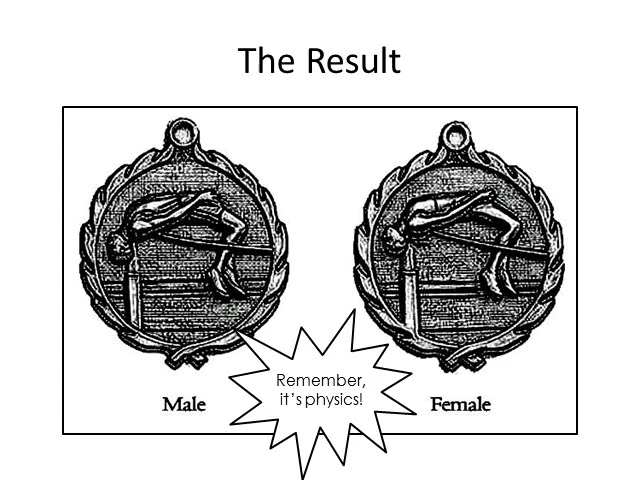 The Result
Remember,
it’s physics!
Male
Female